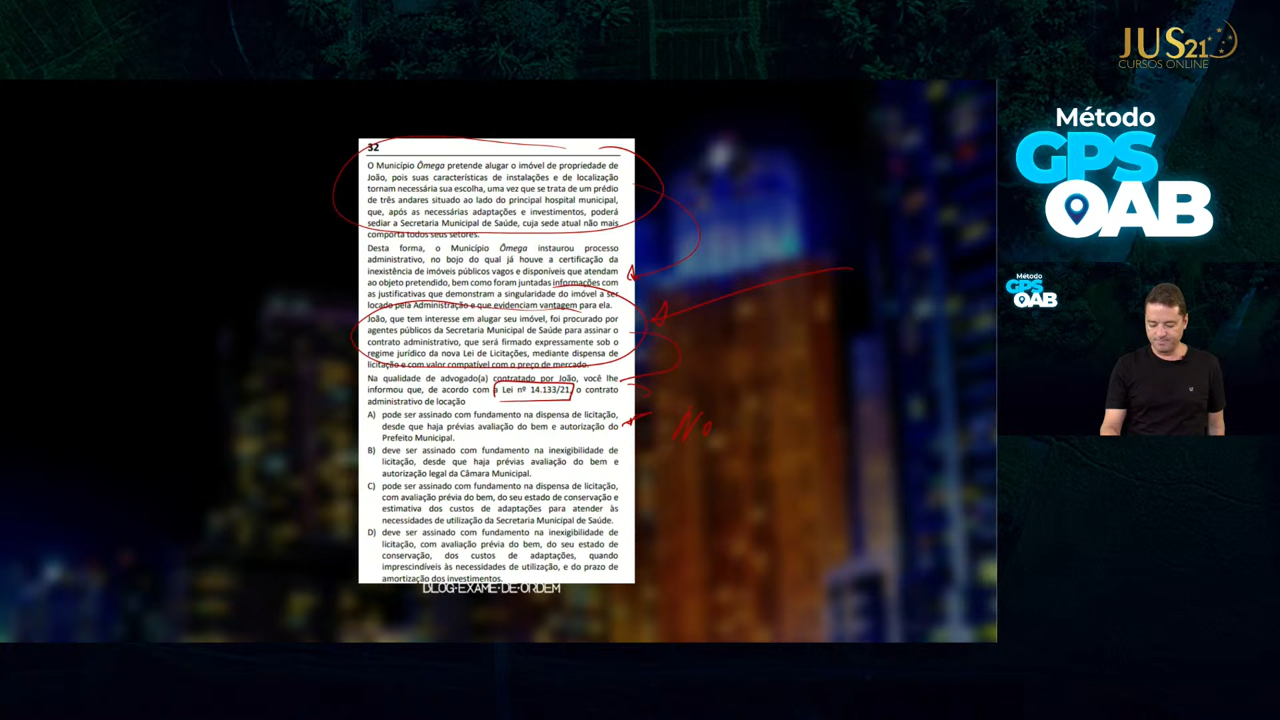 JUS21
CURSOS ONLINE
Método
GPS
OAB
Método
GPS
OAB
32
O Município Ômega pretende alugar o imóvel de propriedade de
João, pois suas características de instalações e de localização
tornam necessária sua escolha, uma vez que se trata de um prédio
de três andares situado ao lado do principal hospital municipal,
que, após as necessárias adaptações e investimentos, poderá
sediar a Secretaria Municipal de Saúde, cuja sede atual não mais
comporta todos seus setores.
Desta forma, o Município Ômega instaurou processo
administrativo, no bojo do qual já houve a certificação da
inexistência de imóveis públicos vagos e disponíveis que atendam
ao objeto pretendido, bem como foram juntadas informações com
as justificativas que demonstram a singularidade do imóvel a ser
locado pela Administração e que evidenciam vantagem para ela.
João, que tem interesse em alugar seu imóvel, foi procurado por
agentes públicos da Secretaria Municipal de Saúde para assinar o
contrato administrativo, que será firmado expressamente sob o
regime jurídico da nova Lei de Licitações, mediante dispensa de
licitação e com valor compatível com o preço de mercado.
Na qualidade de advogado(a) contratado por João, você lhe
informou que, de acordo com a Lei nº 14.133/21, o contrato
administrativo de locação
A) pode ser assinado com fundamento na dispensa de licitação,
desde que haja prévias avaliação do bem e autorização do
Prefeito Municipal.
No
B) deve ser assinado com fundamento na inexigibilidade de
licitação, desde que haja prévias avaliação do bem e
autorização legal da Câmara Municipal.
C) pode ser assinado com fundamento na dispensa de licitação,
com avaliação prévia do bem, do seu estado de conservação e
estimativa dos custos de adaptações para atender às
necessidades de utilização da Secretaria Municipal de Saúde.
D) deve ser assinado com fundamento na inexigibilidade de
licitação, com avaliação prévia do bem, do seu estado de
conservação, dos custos de adaptações, quando
imprescindíveis às necessidades de utilização, e do prazo de
amortização dos investimentos.
BLOG-EXAME-DE-ORDEM